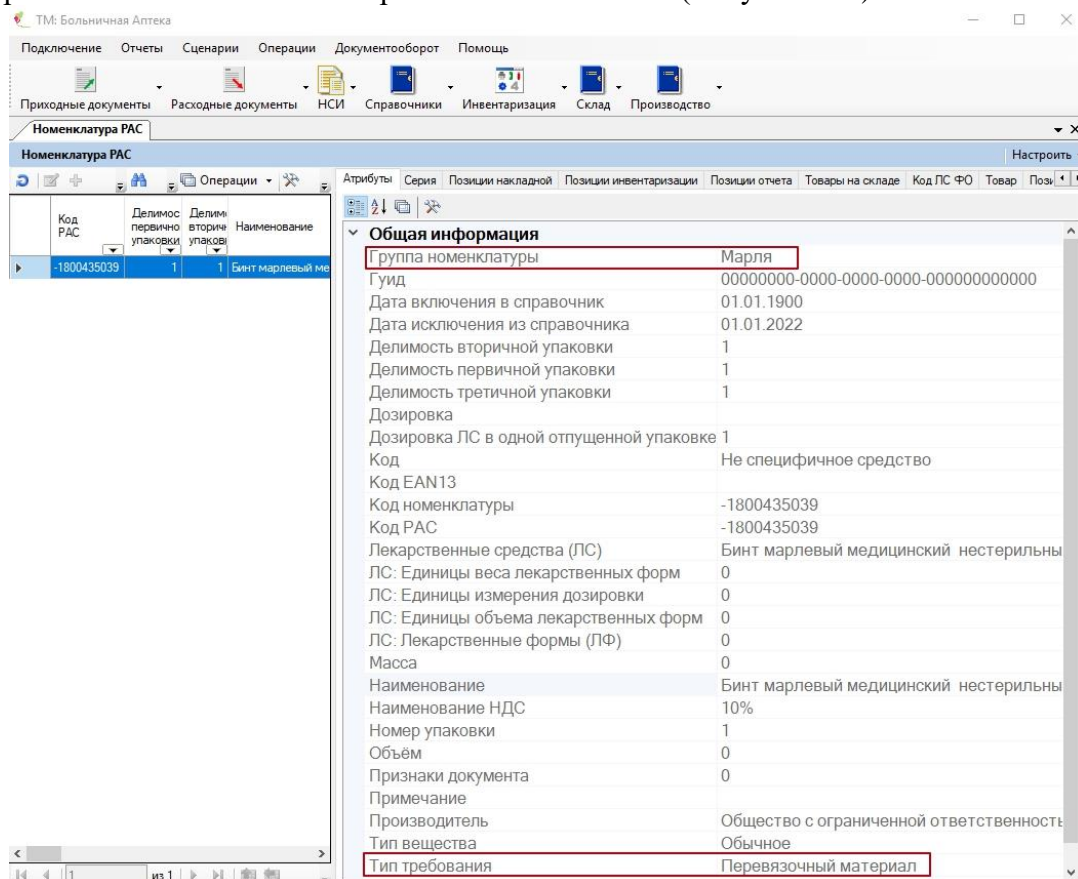 ТМ: Больничная Аптека
Подключение Отчеты Сценарии Операции Документооборот Помощь
Приходные документы Расходные документы НСИ Справочники Инвентаризация Склад Производство
Номенклатура РАС
Номенклатура РАС Настроить
Операции
Атрибуты Серия Позиции накладной Позиции инвентаризации Позиции отчета Товары на складе Код ЛС ФО Товар
Код РАС
Делимос первично упаковки
Делим вторичн упаков
Наименование
-1800435039 1 1 Бинт марлевый ме
Общая информация
Группа номенклатуры Марля
Гуид 00000000-0000-0000-0000-000000000000
Дата включения в справочник 01.01.1900
Дата исключения из справочника 01.01.2022
Делимость вторичной упаковки 1
Делимость первичной упаковки 1
Делимость третичной упаковки 1
Дозировка
Дозировка ЛС в одной отпущенной упаковке 1
Код Не специфичное средство
Код EAN13
Код номенклатуры -1800435039
Код РАС -1800435039
Лекарственные средства (ЛС) Бинт марлевый медицинский нестерильны
ЛС: Единицы веса лекарственных форм 0
ЛС: Единицы измерения дозировки 0
ЛС: Единицы объема лекарственных форм 0
ЛС: Лекарственные формы (ЛФ) 0
Масса 0
Наименование Бинт марлевый медицинский нестерильны
Наименование НДС 10%
Номер упаковки 1
Объём 0
Признаки документа 0
Примечание
Производитель Общество с ограниченной ответственность
Тип вещества Обычное
Тип требования Перевязочный материал
1 из 1